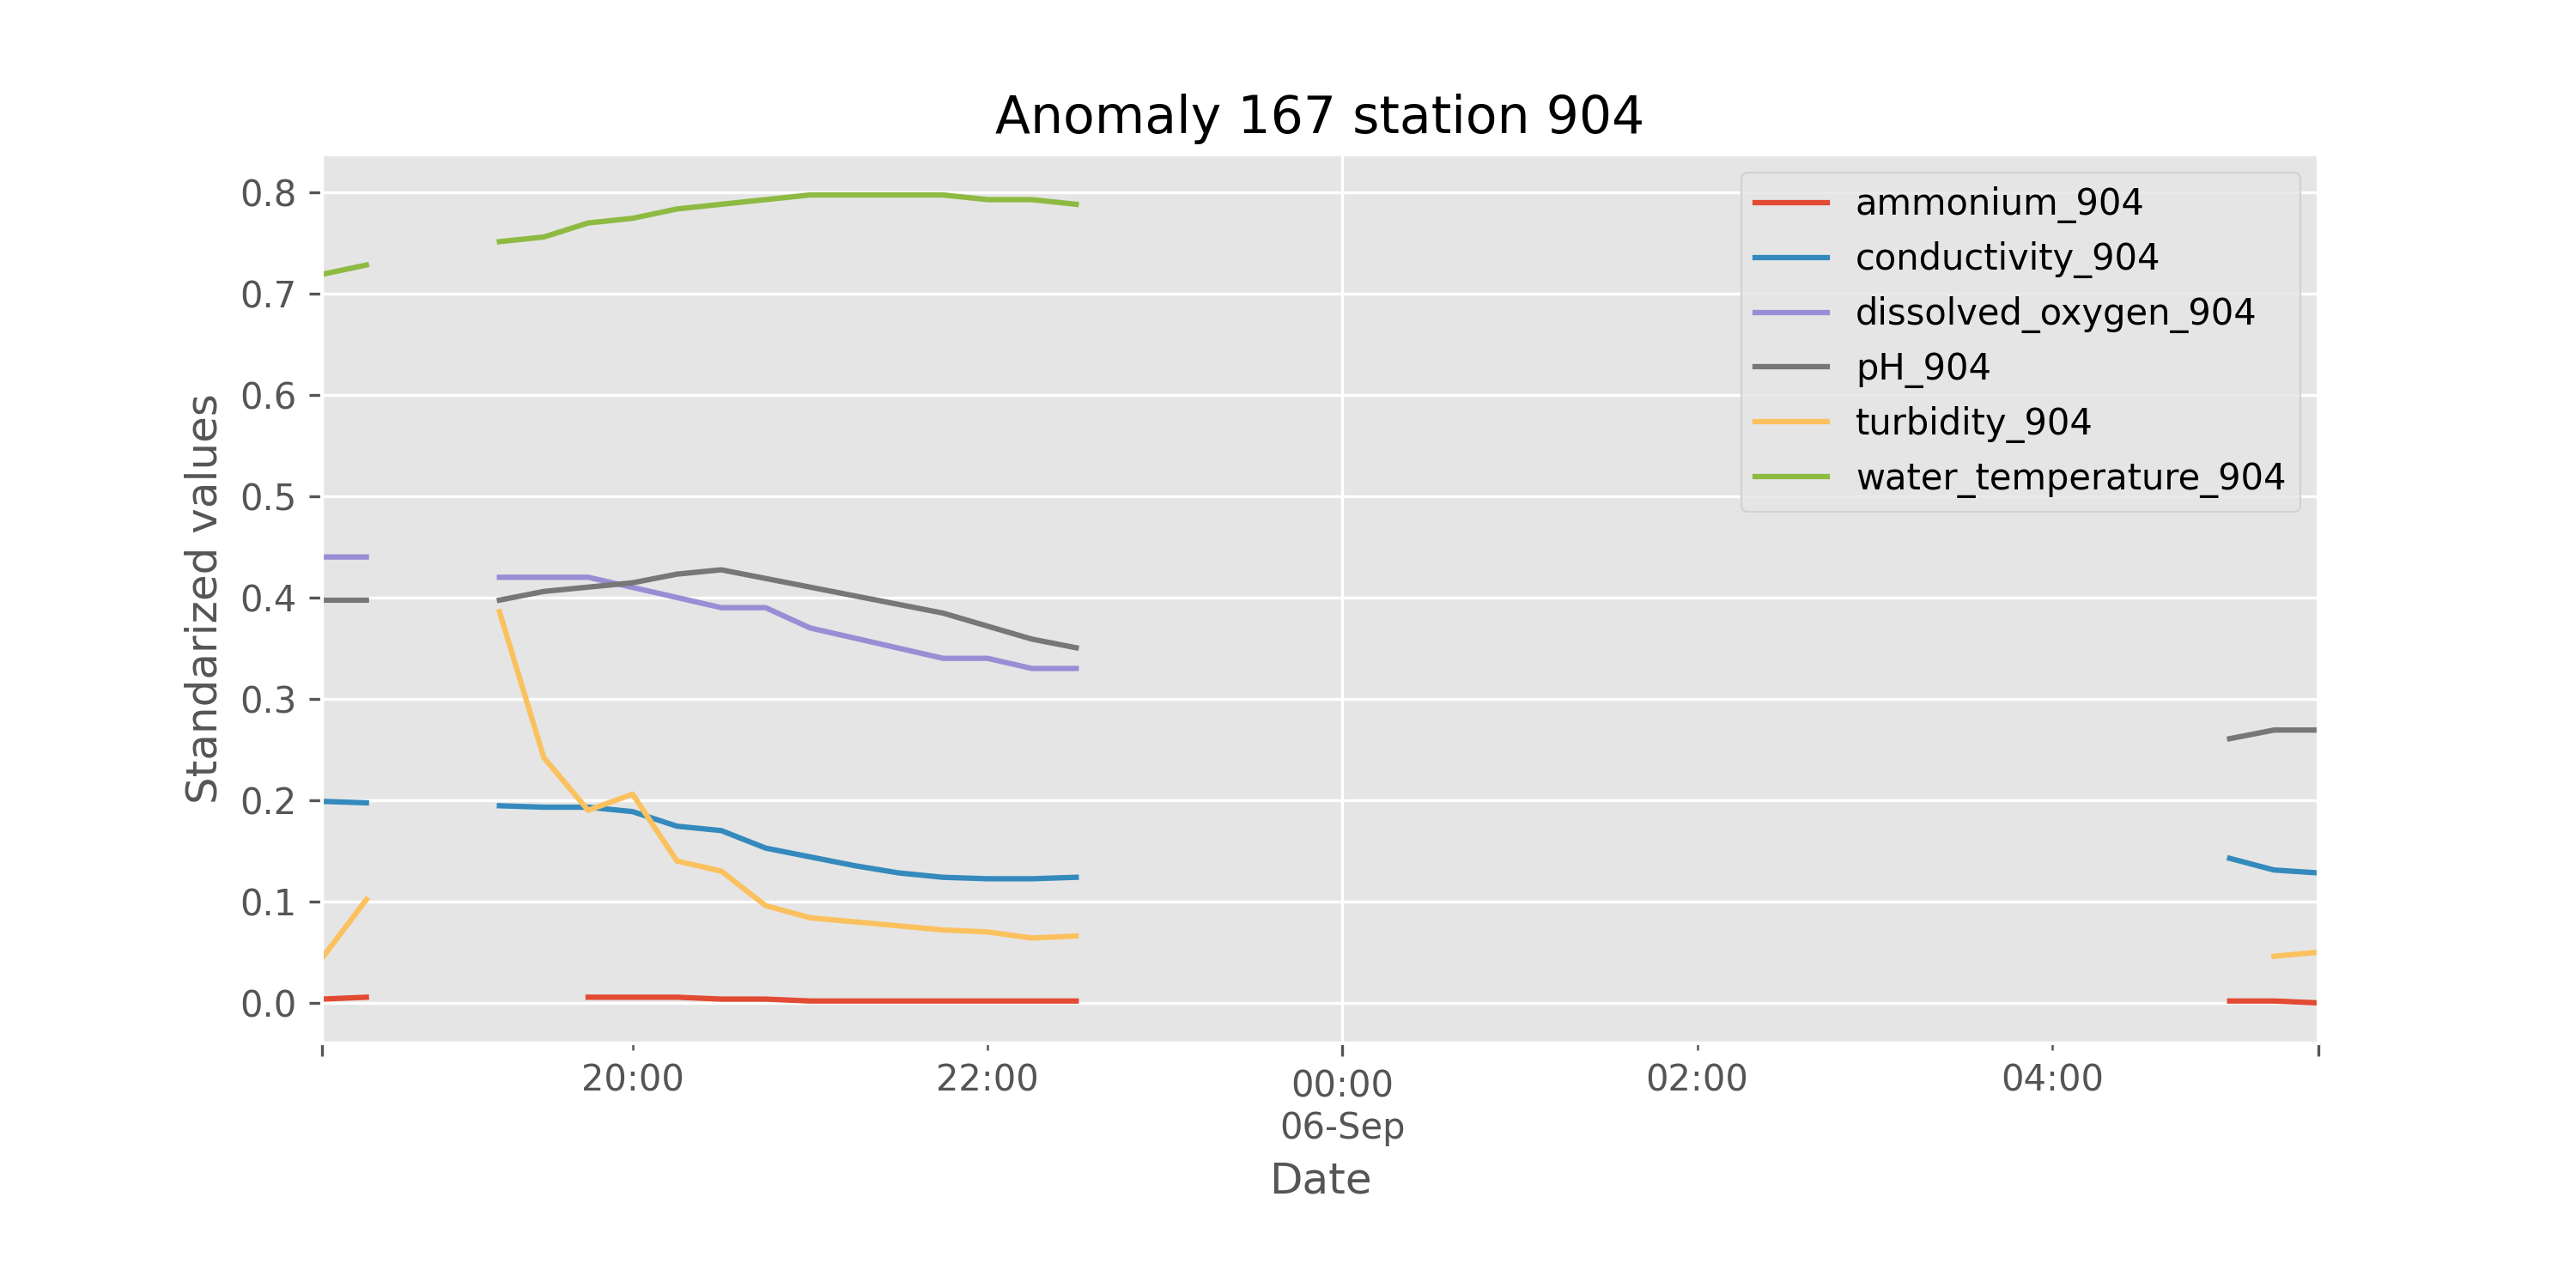 Anomaly 167 station 904
0.8
0.7
0.6
0.5
0.4
0.3
0.2
0.1
0.0
Standarized values
ammonium_904
conductivity_904
dissolved_oxygen_904
pH_904
turbidity_904
water_temperature_904
20:00
22:00
00:00
06-Sep
02:00
04:00
Date